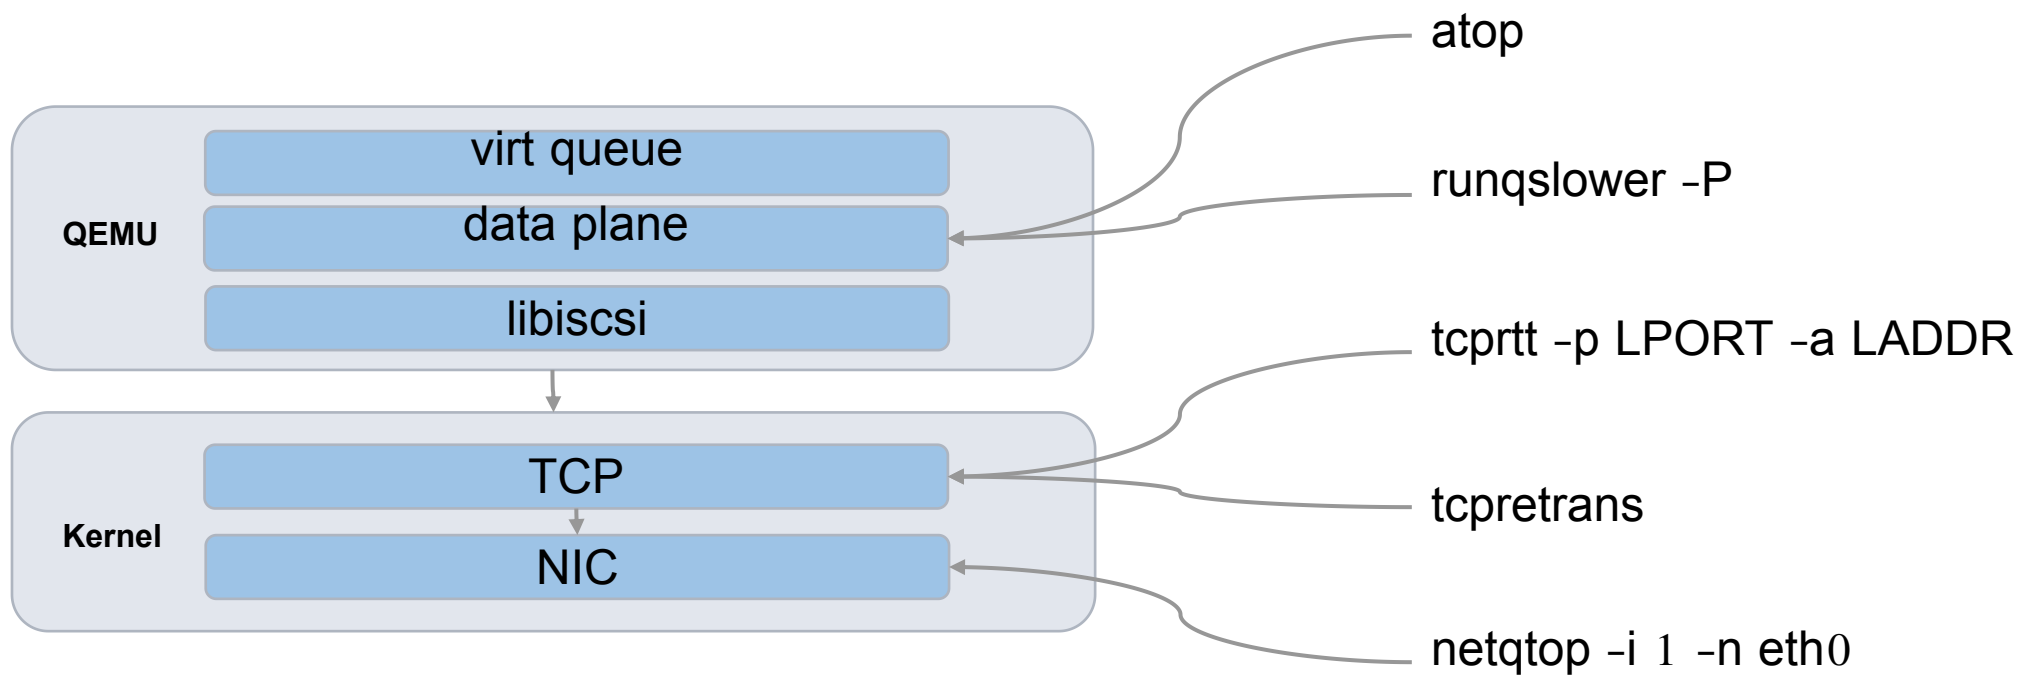 atop
virt queue
runqslower -P
data plane
QEMU
libiscsi
tcprtt -p LPORT -a LADDR
TCP
tcpretrans
Kernel
NIC
netqtop -i 1 -n eth0